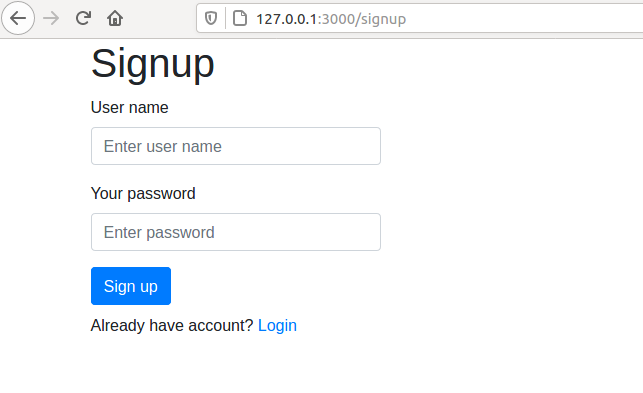 127.0.0.1:3000/signup
Signup
User name
Enter user name
Your password
Enter password
Sign up
Already have account? Login